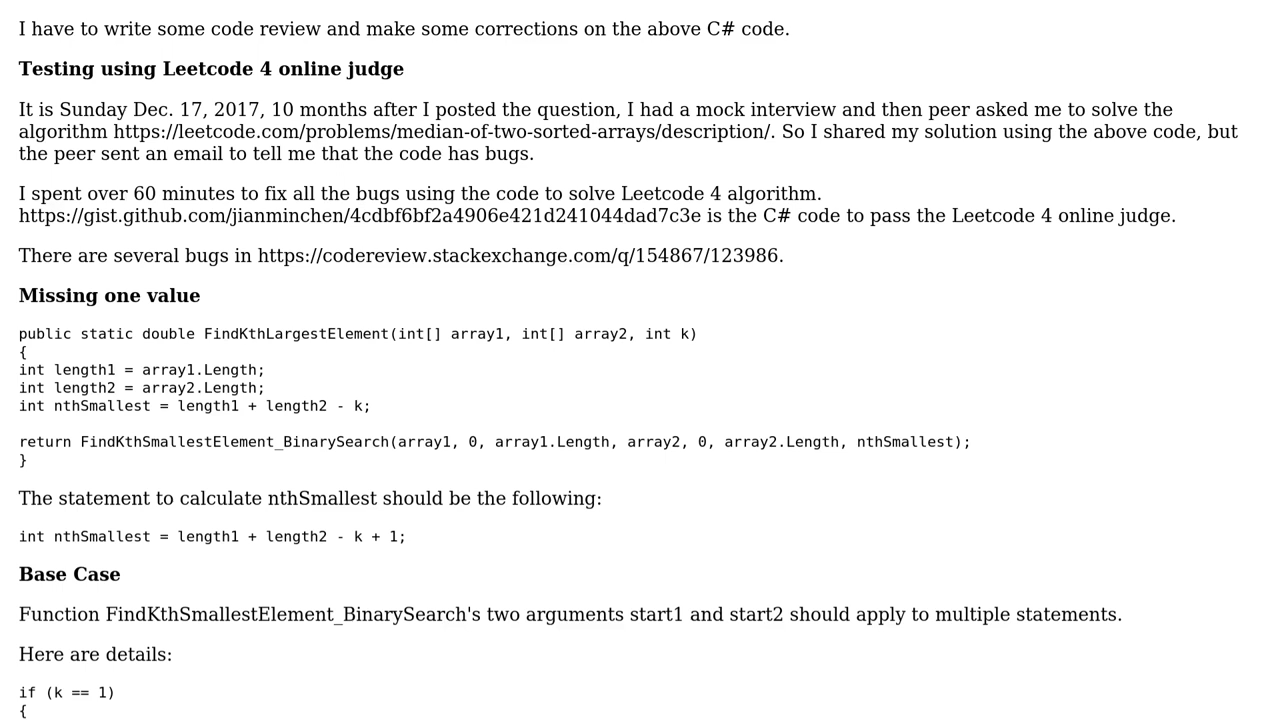 I have to write some code review and make some corrections on the above C# code.
Testing using Leetcode 4 online judge
It is Sunday Dec. 17, 2017, 10 months after I posted the question, I had a mock interview and then peer asked me to solve the
algorithm https://leetcode.com/problems/median-of-two-sorted-arrays/description/. So I shared my solution using the above code, but
the peer sent an email to tell me that the code has bugs.
I spent over 60 minutes to fix all the bugs using the code to solve Leetcode 4 algorithm.
https://gist.github.com/jianminchen/4cdbf6bf2a4906e421d241044dad7c3e is the C# code to pass the Leetcode 4 online judge.
There are several bugs in https://codereview.stackexchange.com/q/154867/123986.
Missing one value
public static double FindKthLargestElement(int[] array1, int[] array2, int k)
{
int length1 = array1.Length;
int length2 = array2.Length;
int nthSmallest = length1 + length2 - k;
return FindKthSmallestElement_BinarySearch(array1, 0, array1.Length, array2, 0, array2.Length, nthSmallest);
}
The statement to calculate nthSmallest should be the following:
int nthSmallest = length1 + length2 - k + 1;
Base Case
Function FindKthSmallestElement_BinarySearch's two arguments start1 and start2 should apply to multiple statements.
Here are details:
if (k == 1)
{